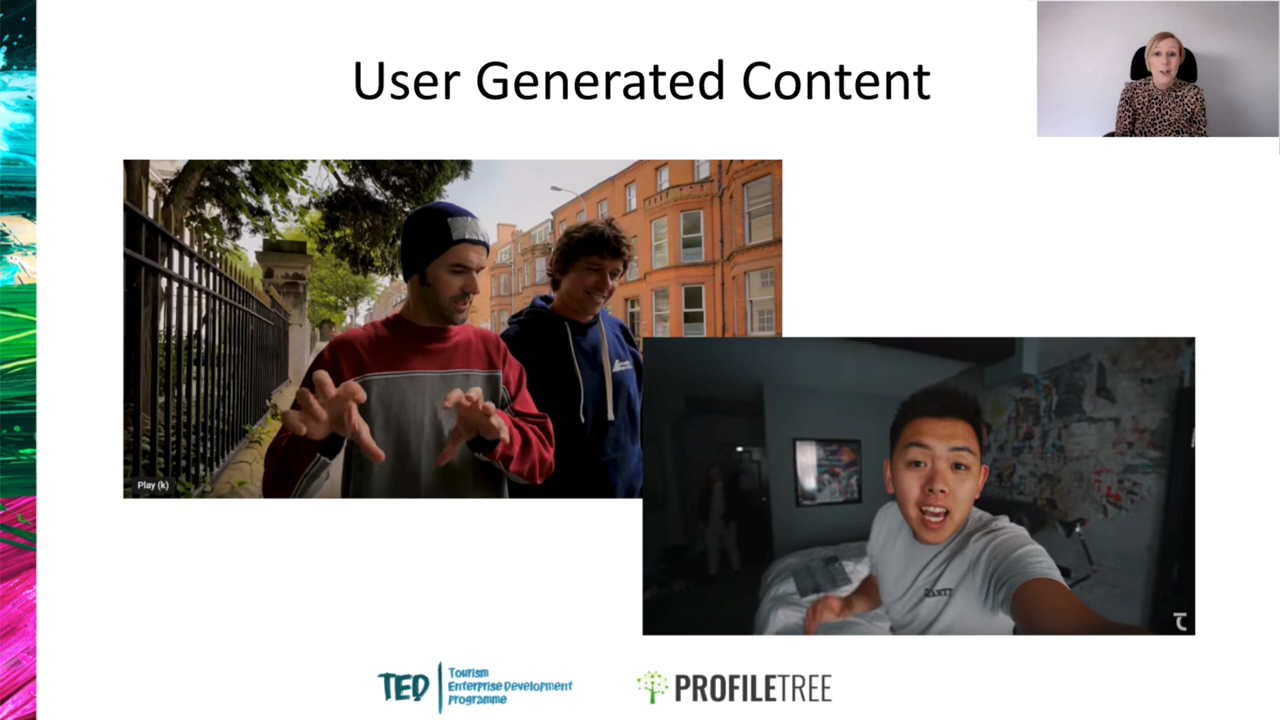 User Generated Content
Play (k)
TED
Tourism
Enterprise Development
Programme
PROFILETREE